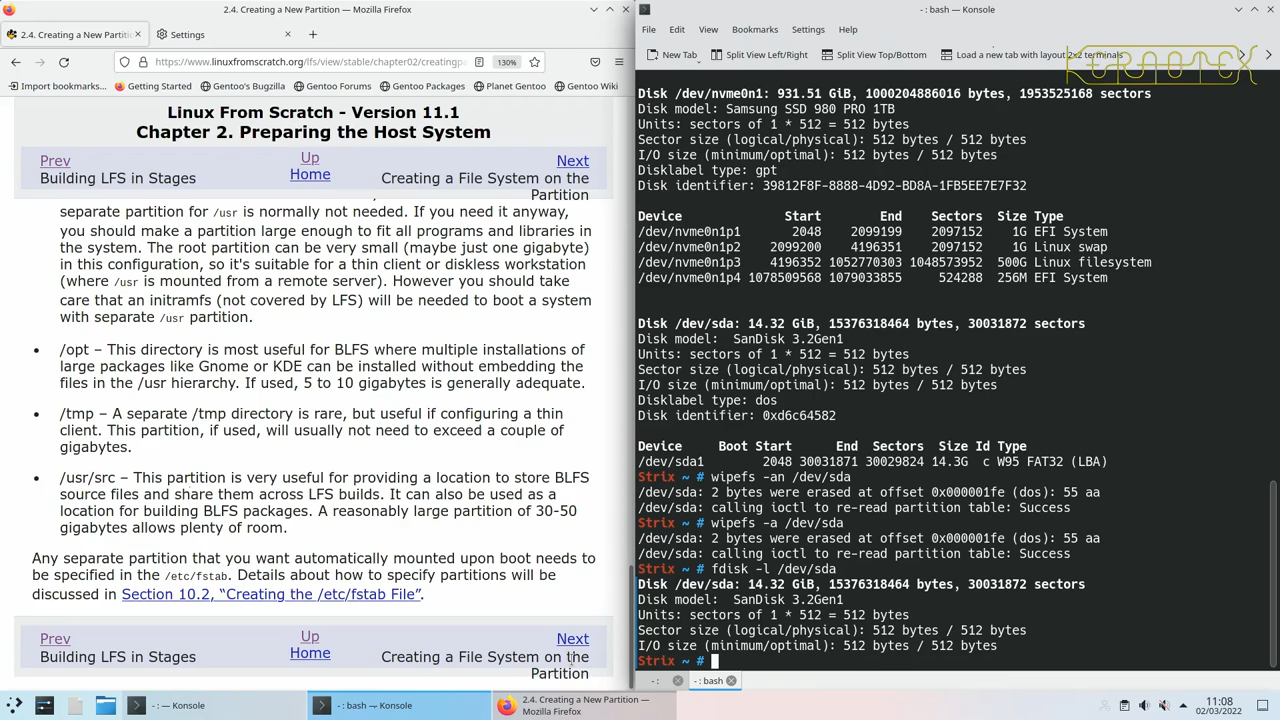 2.4. Creating a New Partition — Mozilla Firefox
2.4. Creating a New Partiti
Settings
https://www.linuxfromscratch.org/lfs/view/stable/chapter02/creatingpa
130%
Import bookmarks...
Getting Started
Gentoo's Bugzilla
Gentoo Forums
Gentoo Packages
Planet Gentoo
Gentoo Wiki
Linux From Scratch - Version 11.1
Chapter 2. Preparing the Host System
Prev
Up
Next
Building LFS in Stages
Home
Creating a File System on the
Partition
separate partition for /usr is normally not needed. If you need it anyway,
you should make a partition large enough to fit all programs and libraries in
the system. The root partition can be very small (maybe just one gigabyte)
in this configuration, so it's suitable for a thin client or diskless workstation
(where /usr is mounted from a remote server). However you should take
care that an initramfs (not covered by LFS) will be needed to boot a system
with separate /usr partition.
• /opt – This directory is most useful for BLFS where multiple installations of
large packages like Gnome or KDE can be installed without embedding the
files in the /usr hierarchy. If used, 5 to 10 gigabytes is generally adequate.
• /tmp – A separate /tmp directory is rare, but useful if configuring a thin
client. This partition, if used, will usually not need to exceed a couple of
gigabytes.
• /usr/src – This partition is very useful for providing a location to store BLFS
source files and share them across LFS builds. It can also be used as a
location for building BLFS packages. A reasonably large partition of 30-50
gigabytes allows plenty of room.
Any separate partition that you want automatically mounted upon boot needs to
be specified in the /etc/fstab. Details about how to specify partitions will be
discussed in Section 10.2, “Creating the /etc/fstab File”.
Prev
Up
Next
Building LFS in Stages
Home
Creating a File System on the
Partition
- : bash — Konsole
File Edit View Bookmarks Settings Help
New Tab
Split View Left/Right
Split View Top/Bottom
Load a new tab with layout 2x2 terminals
KERNOTEX
Disk /dev/nvme0n1: 931.51 GiB, 1000204886016 bytes, 1953525168 sectors
Disk model: Samsung SSD 980 PRO 1TB
Units: sectors of 1 * 512 = 512 bytes
Sector size (logical/physical): 512 bytes / 512 bytes
I/O size (minimum/optimal): 512 bytes / 512 bytes
Disklabel type: gpt
Disk identifier: 39812F8F-8888-4D92-BD8A-1FB5EE7E7F32
Device Start End Sectors Size Type
/dev/nvme0n1p1 2048 2099199 2097152 1G EFI System
/dev/nvme0n1p2 2099200 4196351 2097152 1G Linux swap
/dev/nvme0n1p3 4196352 1052770303 1048573952 500G Linux filesystem
/dev/nvme0n1p4 1078509568 1079033855 524288 256M EFI System
Disk /dev/sda: 14.32 GiB, 15376318464 bytes, 30031872 sectors
Disk model: SanDisk 3.2Gen1
Units: sectors of 1 * 512 = 512 bytes
Sector size (logical/physical): 512 bytes / 512 bytes
I/O size (minimum/optimal): 512 bytes / 512 bytes
Disklabel type: dos
Disk identifier: 0xd6c64582
Device Boot Start End Sectors Size Id Type
/dev/sda1 2048 30031871 30029824 14.3G c W95 FAT32 (LBA)
Strix ~ # wipefs -an /dev/sda
/dev/sda: 2 bytes were erased at offset 0x000001fe (dos): 55 aa
/dev/sda: calling ioctl to re-read partition table: Success
Strix ~ # wipefs -a /dev/sda
/dev/sda: 2 bytes were erased at offset 0x000001fe (dos): 55 aa
/dev/sda: calling ioctl to re-read partition table: Success
Strix ~ # fdisk -l /dev/sda
Disk /dev/sda: 14.32 GiB, 15376318464 bytes, 30031872 sectors
Disk model: SanDisk 3.2Gen1
Units: sectors of 1 * 512 = 512 bytes
Sector size (logical/physical): 512 bytes / 512 bytes
I/O size (minimum/optimal): 512 bytes / 512 bytes
Strix ~ #
- :
- : bash
- : — Konsole
- : bash — Konsole
2.4. Creating a New Partition —
Mozilla Firefox
11:08
02/03/2022